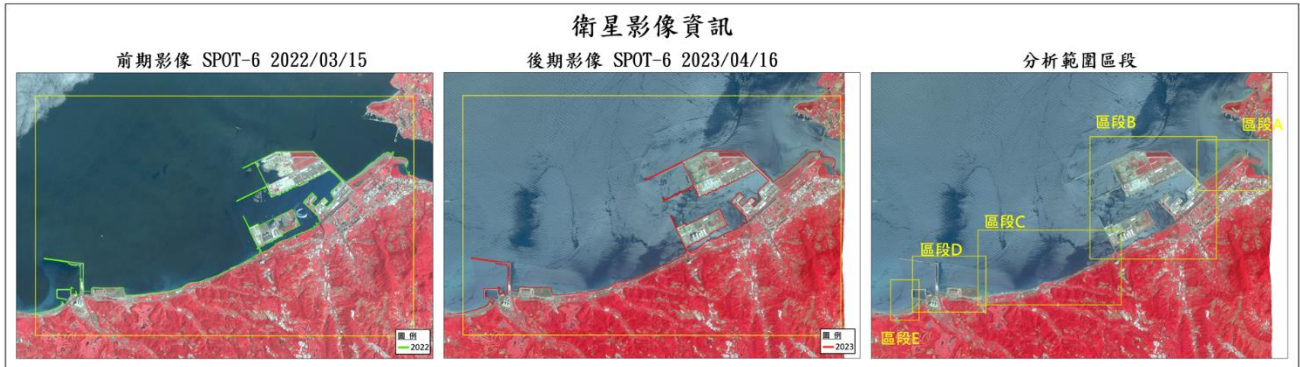 衛星影像資訊
前期影像 SPOT-6 2022/03/15
後期影像 SPOT-6 2023/04/16
分析範圍區段
圖 例
2022
圖 例
2023
區段A
區段B
區段C
區段D
區段E